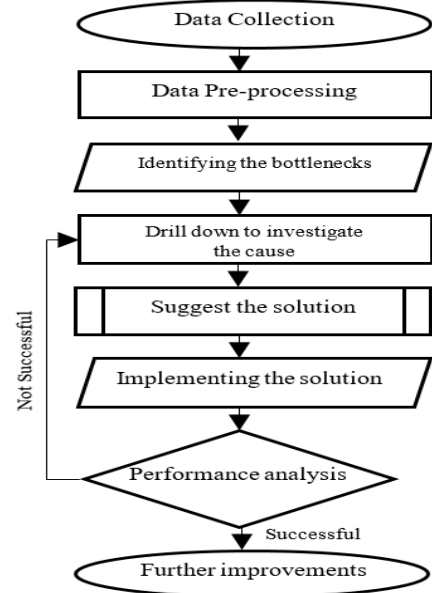 Data Collection
Data Pre-processing
Identifying the bottlenecks
Drill down to investigate
the cause
Suggest the solution
Implementing the solution
Not Successful
Performance analysis
Successful
Further improvements